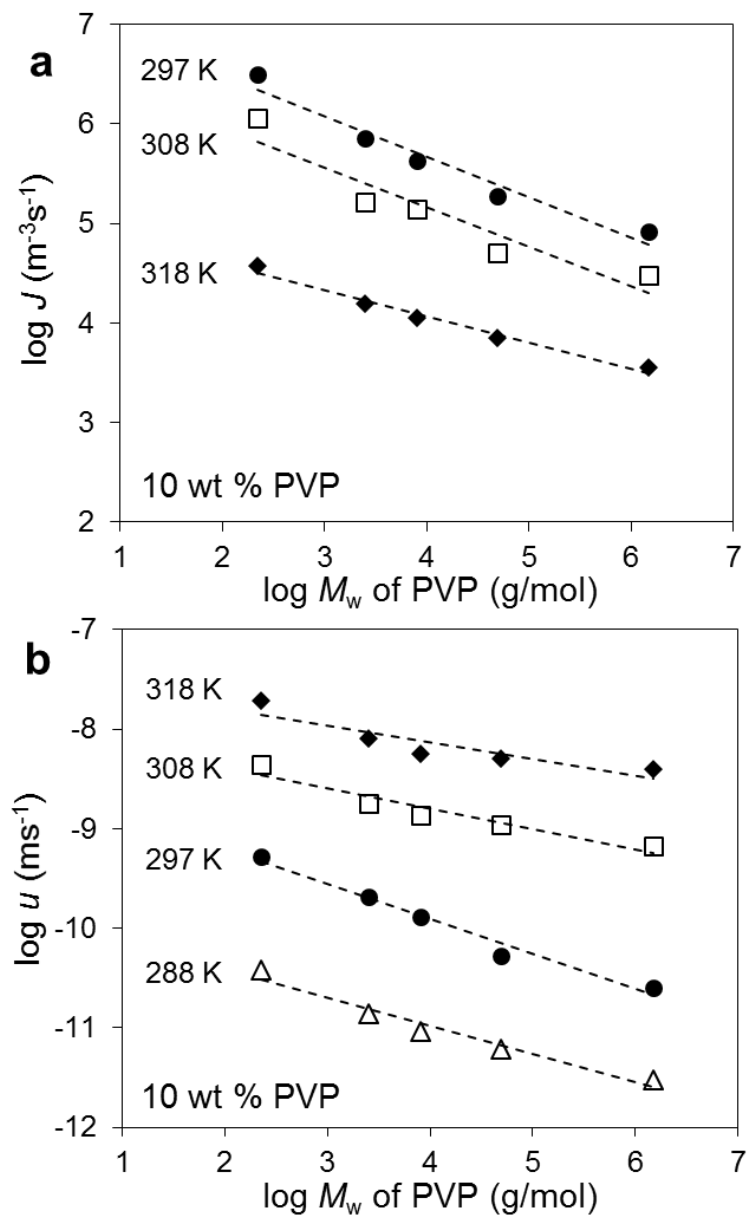 a
7
6
5
4
3
2
log J (m⁻³s⁻¹)
297 K
308 K
318 K
10 wt % PVP
1 2 3 4 5 6 7
log Mw of PVP (g/mol)
b
-7
-8
-9
-10
-11
-12
log u (ms⁻¹)
318 K
308 K
297 K
288 K
10 wt % PVP
1 2 3 4 5 6 7
log Mw of PVP (g/mol)